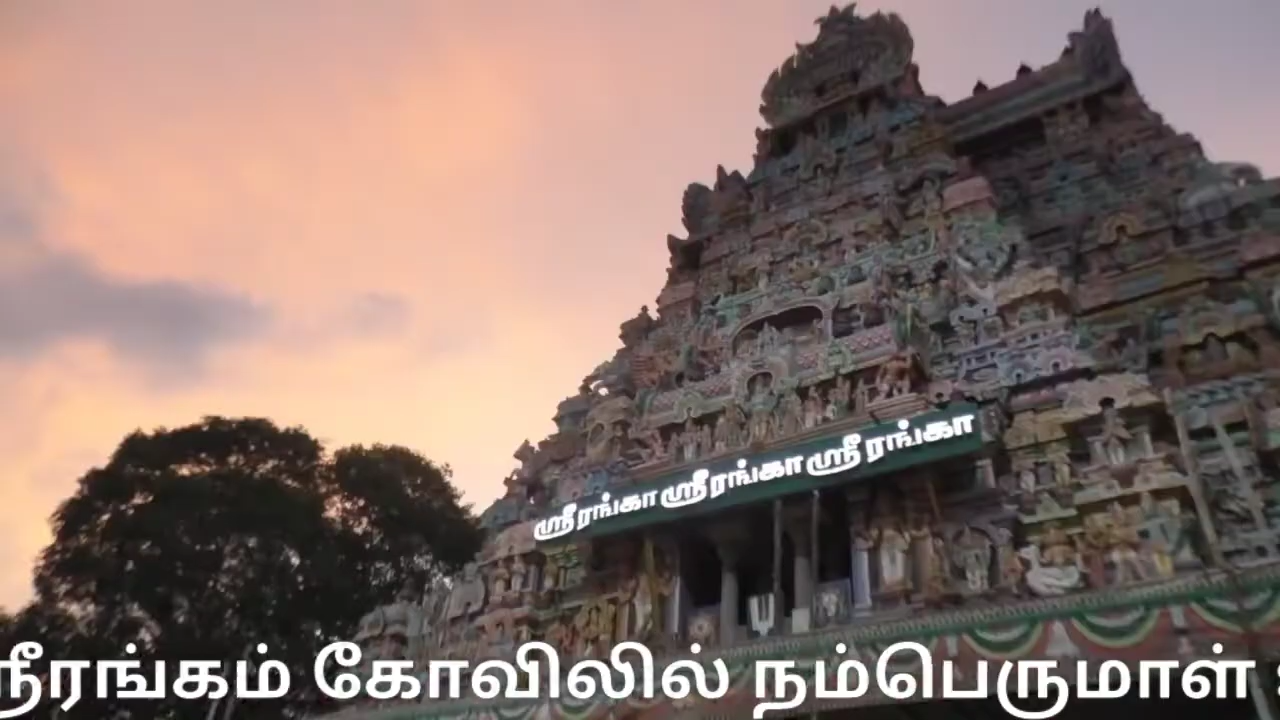 ஸ்ரீரங்கா ஸ்ரீரங்கா ஸ்ரீ ரங்கா
ஸ்ரீரங்கம் கோவிலில் நம்பெருமாள்